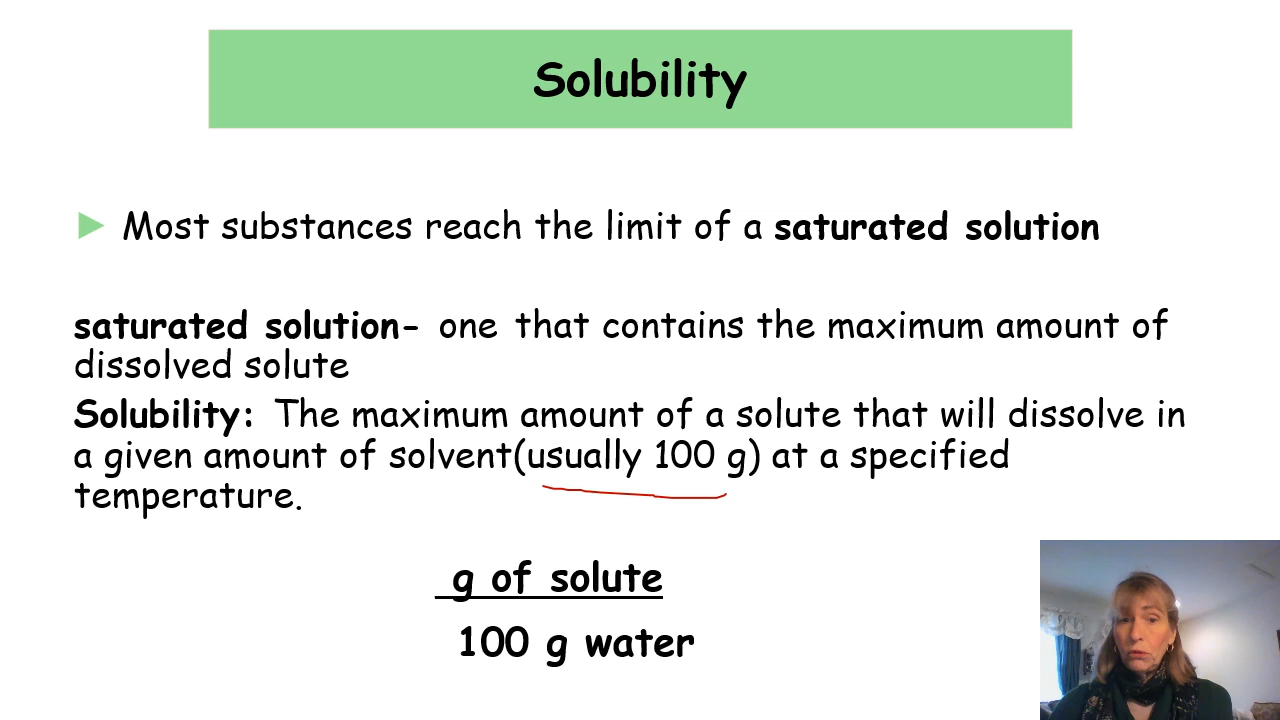 Solubility
Most substances reach the limit of a saturated solution
saturated solution- one that contains the maximum amount of
dissolved solute
Solubility: The maximum amount of a solute that will dissolve in
a given amount of solvent(usually 100 g) at a specified
temperature.
g of solute
100 g water